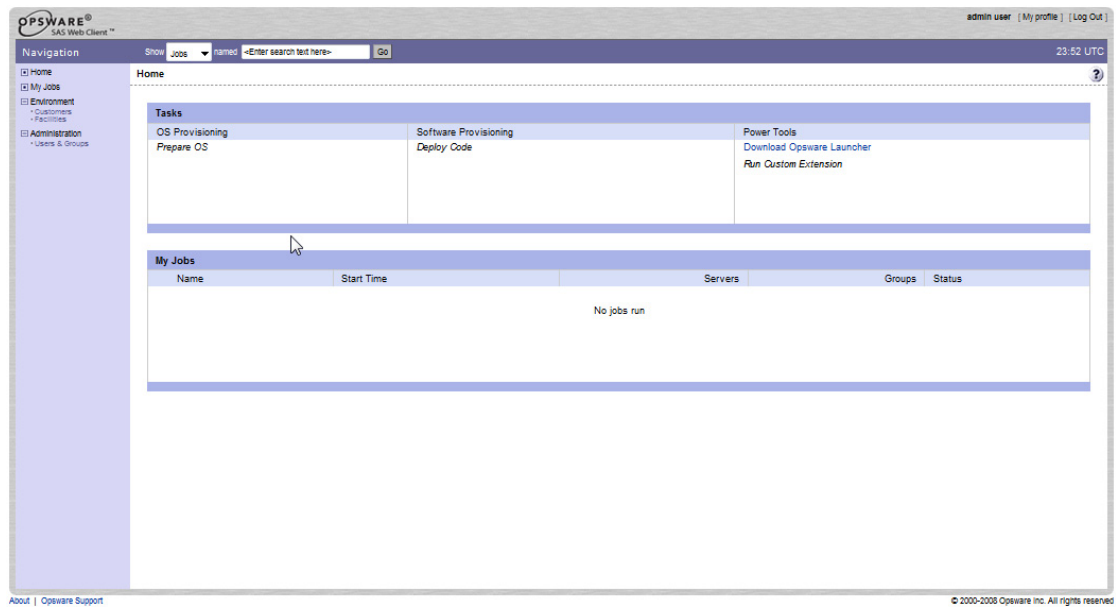 OPSWARE®
SAS Web Client ™
admin user [ My profile ] [ Log Out ]
Navigation
Show Jobs named <Enter search text here> Go
23:52 UTC
Home
My Jobs
Environment
Customers
Facilities
Administration
Users & Groups
Home
?
Tasks
OS Provisioning Software Provisioning Power Tools
Prepare OS Deploy Code Download Opsware Launcher
Run Custom Extension
My Jobs
Name Start Time Servers Groups Status
No jobs run
About | Opsware Support
© 2000-2008 Opsware Inc. All rights reserved